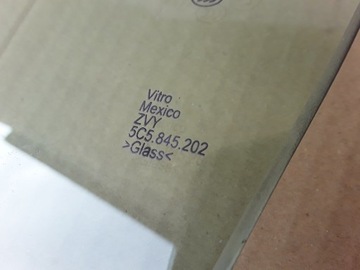 Vitro
Mexico
ZVY
5C5.845.202
>Glass<